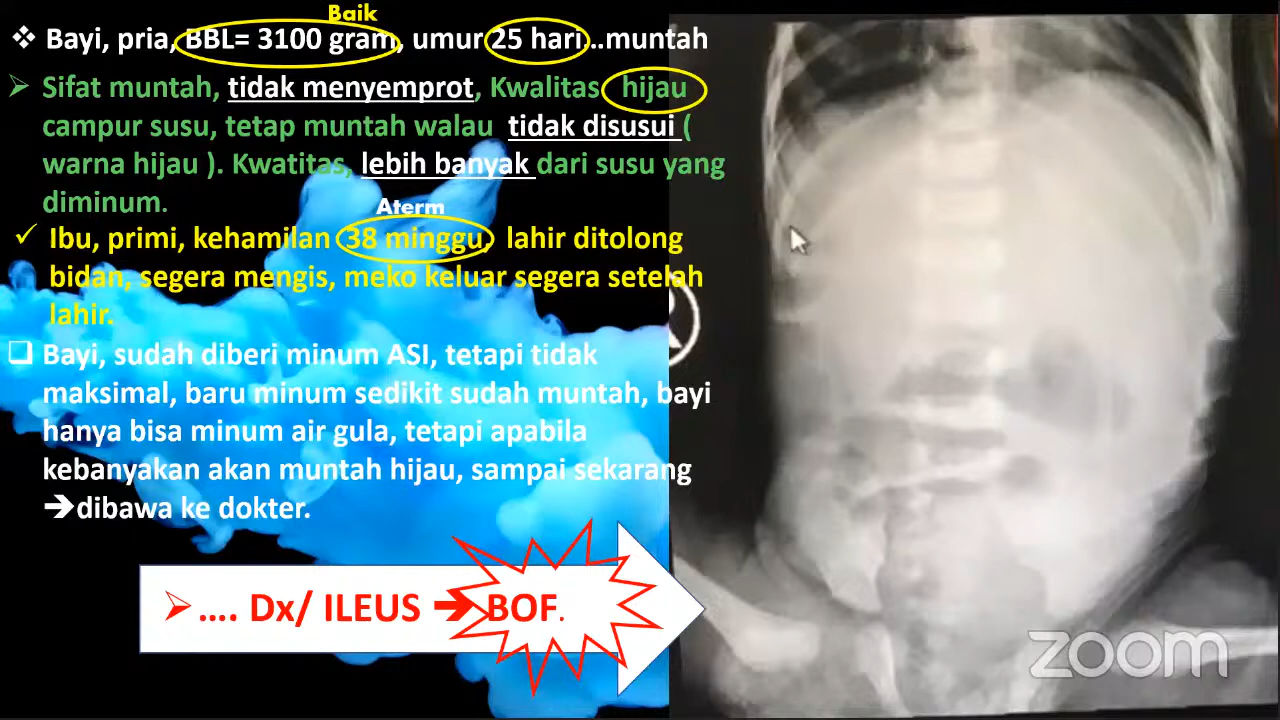 Baik
❖ Bayi, pria, BBL= 3100 gram, umur 25 hari...muntah
➢ Sifat muntah, tidak menyemprot, Kwalitas hijau
campur susu, tetap muntah walau tidak disusui (
warna hijau ). Kwatitas, lebih banyak dari susu yang
diminum.
Aterm
✓ Ibu, primi, kehamilan 38 minggu, lahir ditolong
bidan, segera mengis, meko keluar segera setelah
lahir.
❑ Bayi, sudah diberi minum ASI, tetapi tidak
maksimal, baru minum sedikit sudah muntah, bayi
hanya bisa minum air gula, tetapi apabila
kebanyakan akan muntah hijau, sampai sekarang
➔dibawa ke dokter.
➢ .... Dx/ ILEUS ➔ BOF.
R
zoom